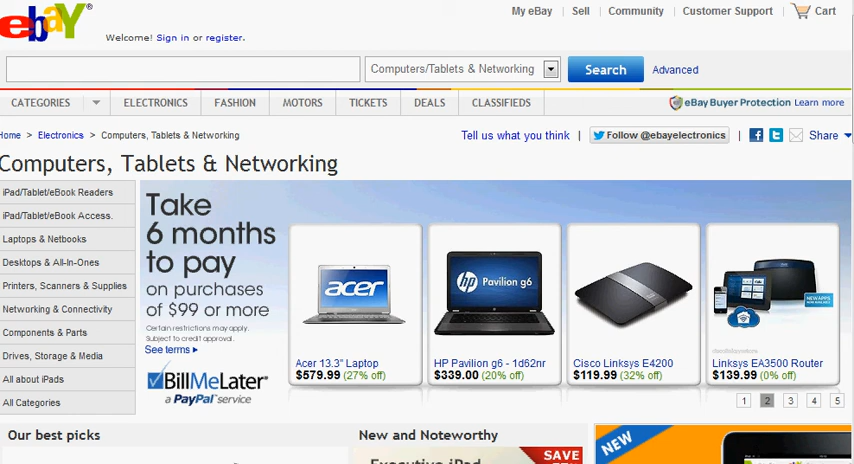 ebaY®
My eBay | Sell | Community | Customer Support | Cart
Welcome! Sign in or register.
Computers/Tablets & Networking Search Advanced
CATEGORIES ELECTRONICS FASHION MOTORS TICKETS DEALS CLASSIFIEDS eBay Buyer Protection Learn more
Home > Electronics > Computers, Tablets & Networking
Tell us what you think | Follow @ebayelectronics | Share
Computers, Tablets & Networking
iPad/Tablet/eBook Readers
iPad/Tablet/eBook Access.
Laptops & Netbooks
Desktops & All-In-Ones
Printers, Scanners & Supplies
Networking & Connectivity
Components & Parts
Drives, Storage & Media
All about iPads
All Categories
Take
6 months
to pay
on purchases
of $99 or more
Certain restrictions may apply.
Subject to credit approval.
See terms
BillMeLater®
a PayPal service
acer
Acer 13.3" Laptop
$579.99 (27% off)
hp Pavilion g6
HP Pavilion g6 - 1d62nr
$339.00 (20% off)
Cisco Linksys E4200
$119.99 (32% off)
NEW APPS
NOW AVAILABLE
Linksys EA3500 Router
$139.99 (0% off)
1 2 3 4 5
Our best picks
New and Noteworthy
Executive iPad
SAVE
NEW